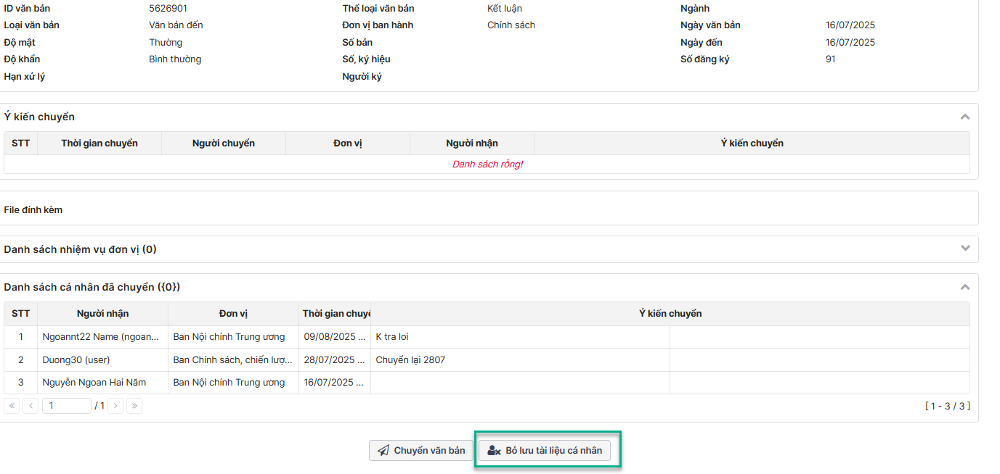 ID văn bản 5626901 Thể loại văn bản Kết luận Ngành
Loại văn bản Văn bản đến Đơn vị ban hành Chính sách Ngày văn bản 16/07/2025
Độ mật Thường Số bản Ngày đến 16/07/2025
Độ khẩn Bình thường Số, ký hiệu Số đăng ký 91
Hạn xử lý Người ký
Ý kiến chuyển
STT Thời gian chuyển Người chuyển Đơn vị Người nhận Ý kiến chuyển
Danh sách rỗng!
File đính kèm
Danh sách nhiệm vụ đơn vị (0)
Danh sách cá nhân đã chuyển ({0})
STT Người nhận Đơn vị Thời gian chuyể Ý kiến chuyển
1 Ngoannt22 Name (ngoan... Ban Nội chính Trung ương 09/08/2025 ... K tra loi
2 Duong30 (user) Ban Chính sách, chiến lượ... 28/07/2025 ... Chuyển lại 2807
3 Nguyễn Ngoan Hai Năm Ban Nội chính Trung ương 16/07/2025 ...
« ‹ 1 / 1 › » [ 1 - 3 / 3 ]
Chuyển văn bản Bỏ lưu tài liệu cá nhân